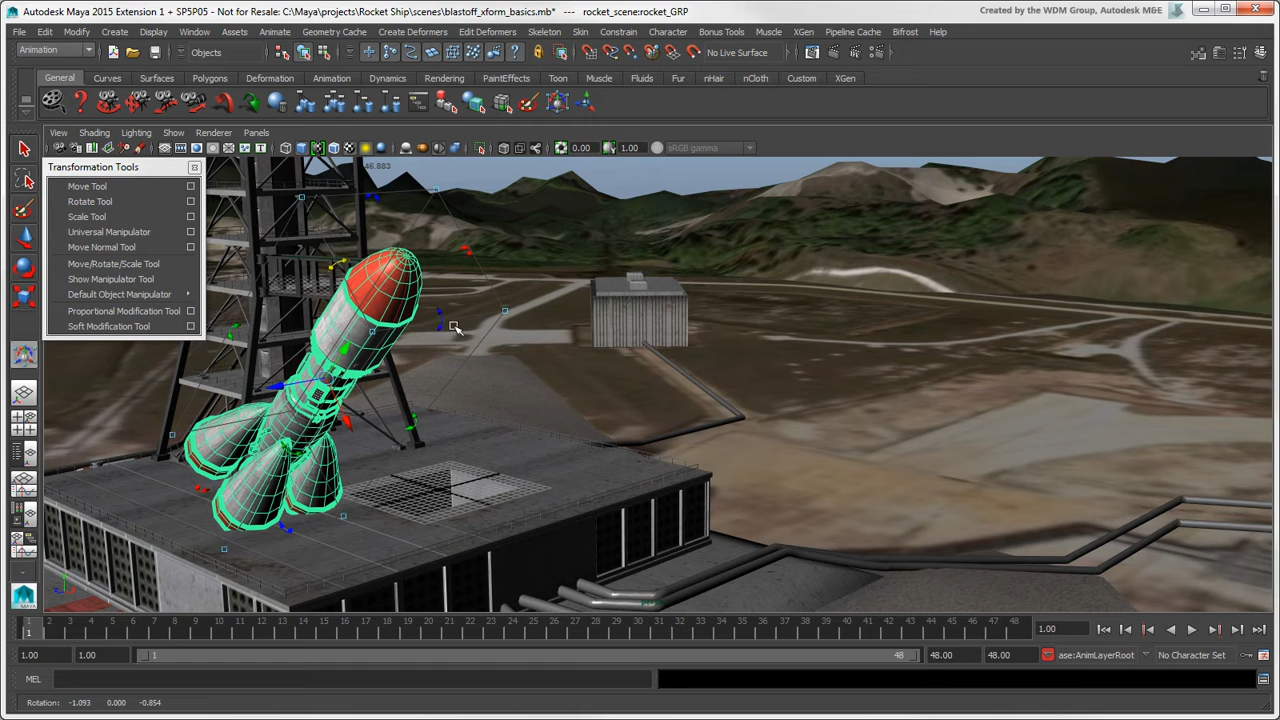 Autodesk Maya 2015 Extension 1 + SP5P05 - Not for Resale: C:\Maya\projects\Rocket Ship\scenes\blastoff_xform_basics.mb* --- rocket_scene:rocket_GRP
Created by the WDM Group, Autodesk M&E
File Edit Modify Create Display Window Assets Animate Geometry Cache Create Deformers Edit Deformers Skeleton Skin Constrain Character Bonus Tools Muscle XGen Pipeline Cache Bifrost Help
Animation Objects No Live Surface
General Curves Surfaces Polygons Deformation Animation Dynamics Rendering PaintEffects Toon Muscle Fluids Fur nHair nCloth Custom XGen
View Shading Lighting Show Renderer Panels
0.00 1.00 sRGB gamma
46.883
Transformation Tools
Move Tool
Rotate Tool
Scale Tool
Universal Manipulator
Move Normal Tool
Move/Rotate/Scale Tool
Show Manipulator Tool
Default Object Manipulator
Proportional Modification Tool
Soft Modification Tool
MAYA
1 2 3 4 5 6 7 8 9 10 11 12 13 14 15 16 17 18 19 20 21 22 23 24 25 26 27 28 29 30 31 32 33 34 35 36 37 38 39 40 41 42 43 44 45 46 47 48
1 1.00
1.00 1.00 1 48 48.00 48.00 ase:AnimLayerRoot No Character Set
MEL
Rotation: -1.093 0.000 -0.854